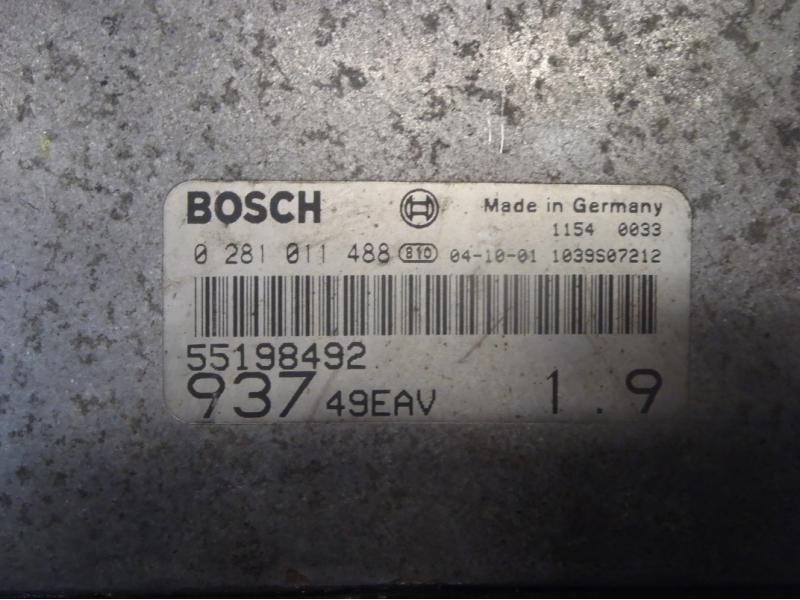 BOSCH Made in Germany
1154 0033
0 281 011 488 810 04-10-01 1039S07212
55198492
937 49EAV 1.9